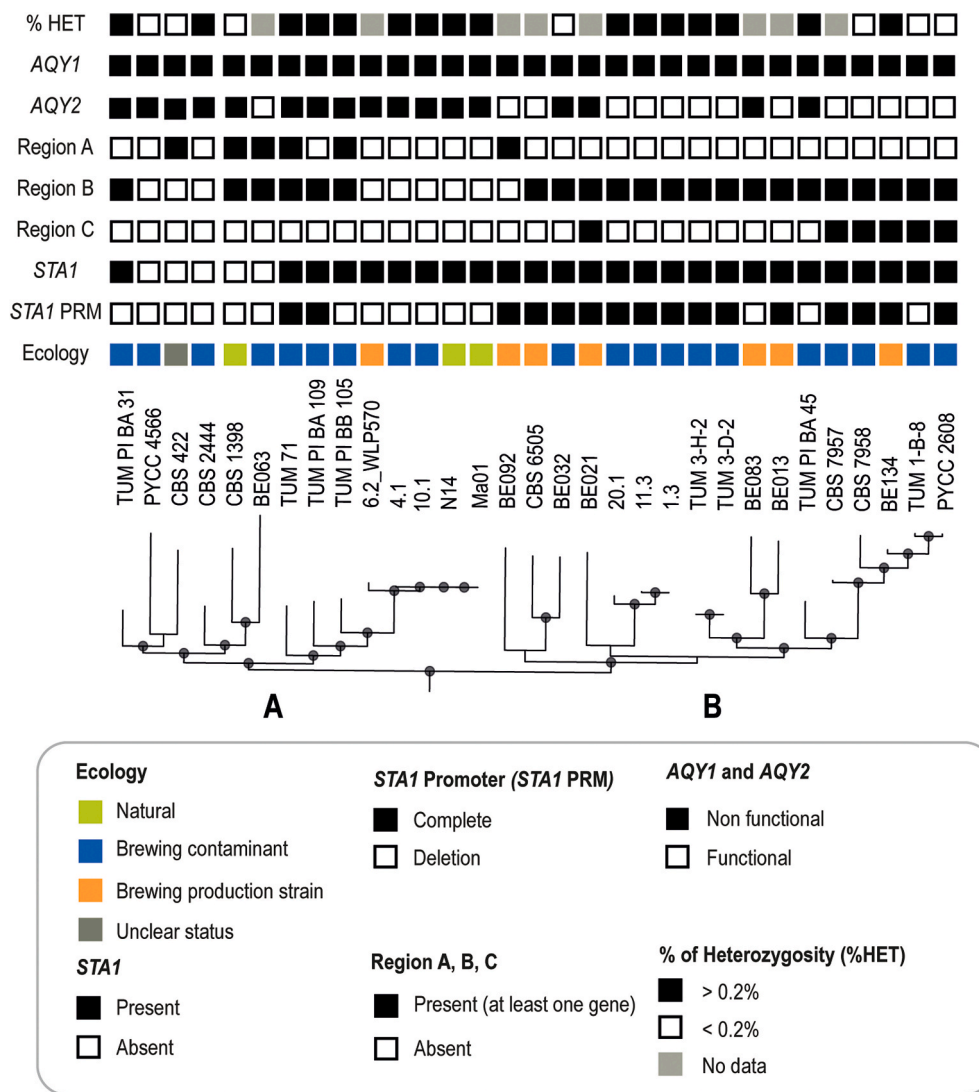 % HET
AQY1
AQY2
Region A
Region B
Region C
STA1
STA1 PRM
Ecology
TUM PI BA 31
PYCC 4566
CBS 422
CBS 2444
CBS 1398
BE063
TUM 71
TUM PI BA 109
TUM PI BB 105
6.2_WLP570
4.1
10.1
N14
Ma01
BE092
CBS 6505
BE032
BE021
20.1
11.3
1.3
TUM 3-H-2
TUM 3-D-2
BE083
BE013
TUM PI BA 45
CBS 7957
CBS 7958
BE134
TUM 1-B-8
PYCC 2608
A
B
Ecology
Natural
Brewing contaminant
Brewing production strain
Unclear status
STA1
Present
Absent
STA1 Promoter (STA1 PRM)
Complete
Deletion
Region A, B, C
Present (at least one gene)
Absent
AQY1 and AQY2
Non functional
Functional
% of Heterozygosity (%HET)
> 0.2%
< 0.2%
No data